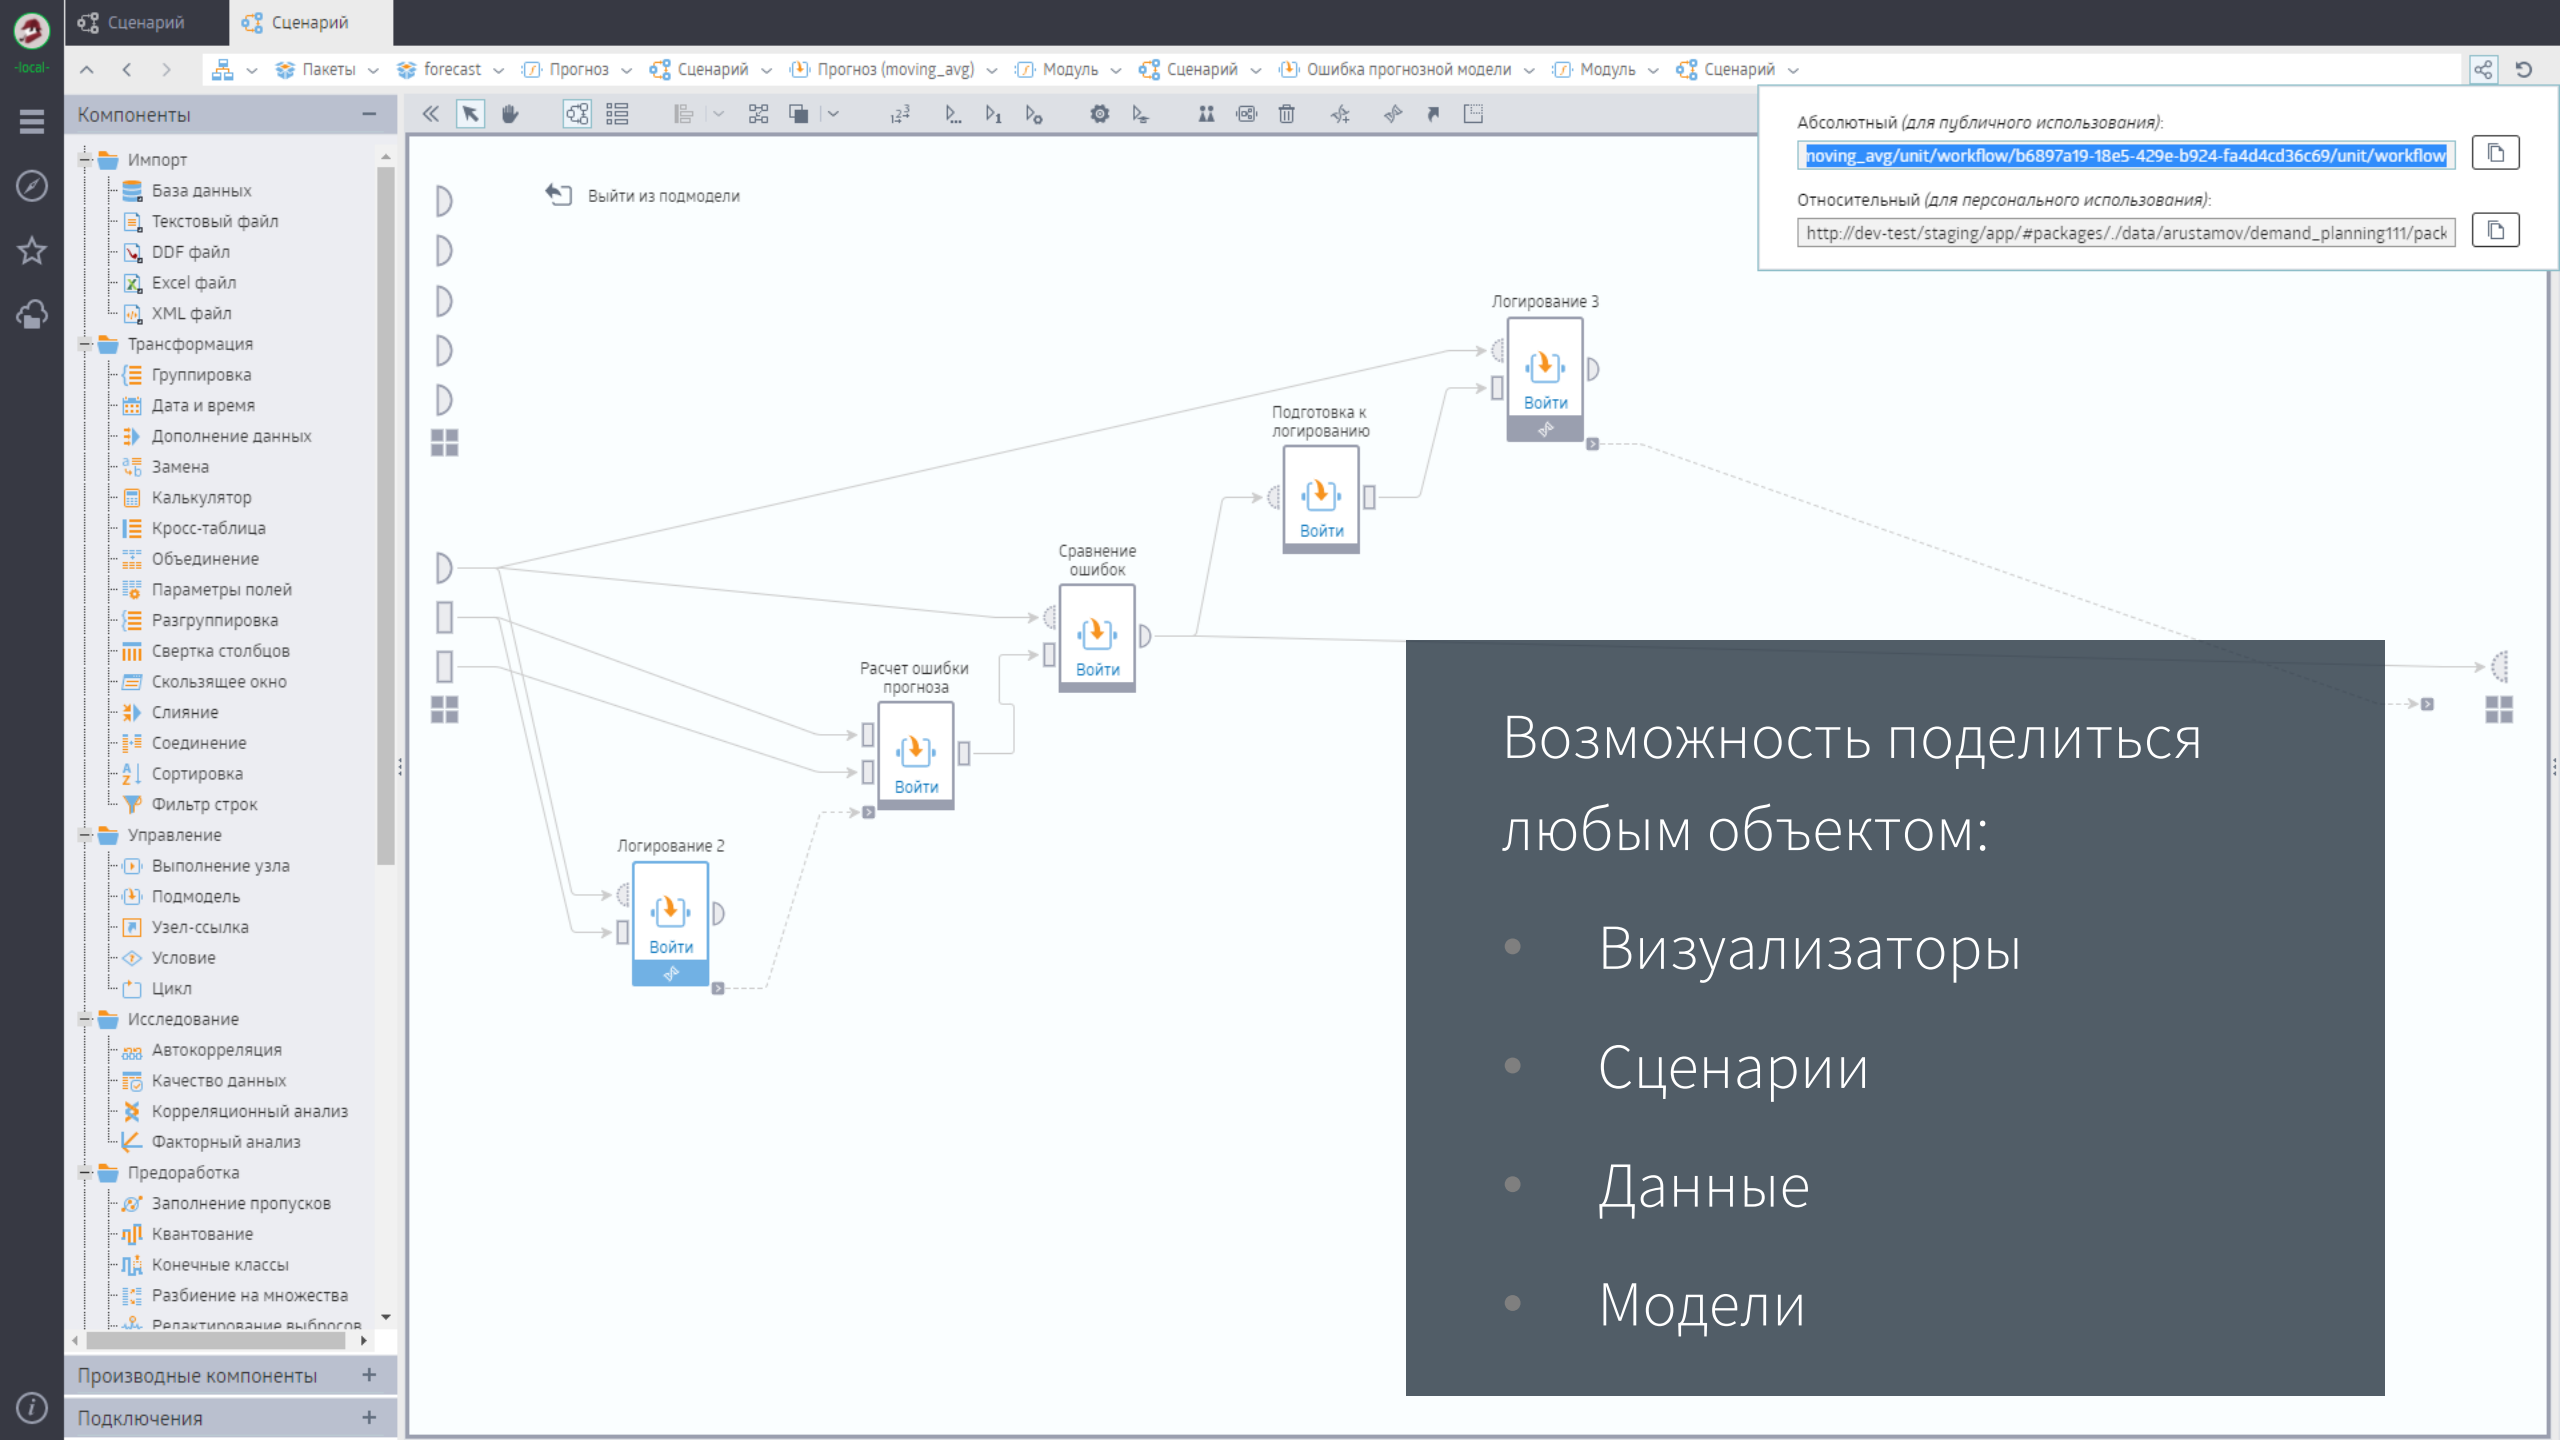 Сценарий
Сценарий
-local-
Пакеты
forecast
Прогноз
Сценарий
Прогноз (moving_avg)
Модуль
Сценарий
Ошибка прогнозной модели
Модуль
Сценарий
Компоненты
Импорт
База данных
Текстовый файл
DDF файл
Excel файл
XML файл
Трансформация
Группировка
Дата и время
Дополнение данных
Замена
Калькулятор
Кросс-таблица
Объединение
Параметры полей
Разгруппировка
Свертка столбцов
Скользящее окно
Слияние
Соединение
Сортировка
Фильтр строк
Управление
Выполнение узла
Подмодель
Узел-ссылка
Условие
Цикл
Исследование
Автокорреляция
Качество данных
Корреляционный анализ
Факторный анализ
Предоработка
Заполнение пропусков
Квантование
Конечные классы
Разбиение на множества
Редактирование выбросов
Производные компоненты
Подключения
Выйти из подмодели
Абсолютный (для публичного использования):
moving_avg/unit/workflow/b6897a19-18e5-429e-b924-fa4d4cd36c69/unit/workflow
Относительный (для персонального использования):
http://dev-test/staging/app/#packages/./data/arustamov/demand_planning111/pack
Логирование 3
Войти
Подготовка к
логированию
Войти
Сравнение
ошибок
Войти
Расчет ошибки
прогноза
Войти
Логирование 2
Войти
Возможность поделиться
любым объектом:
• Визуализаторы
• Сценарии
• Данные
• Модели